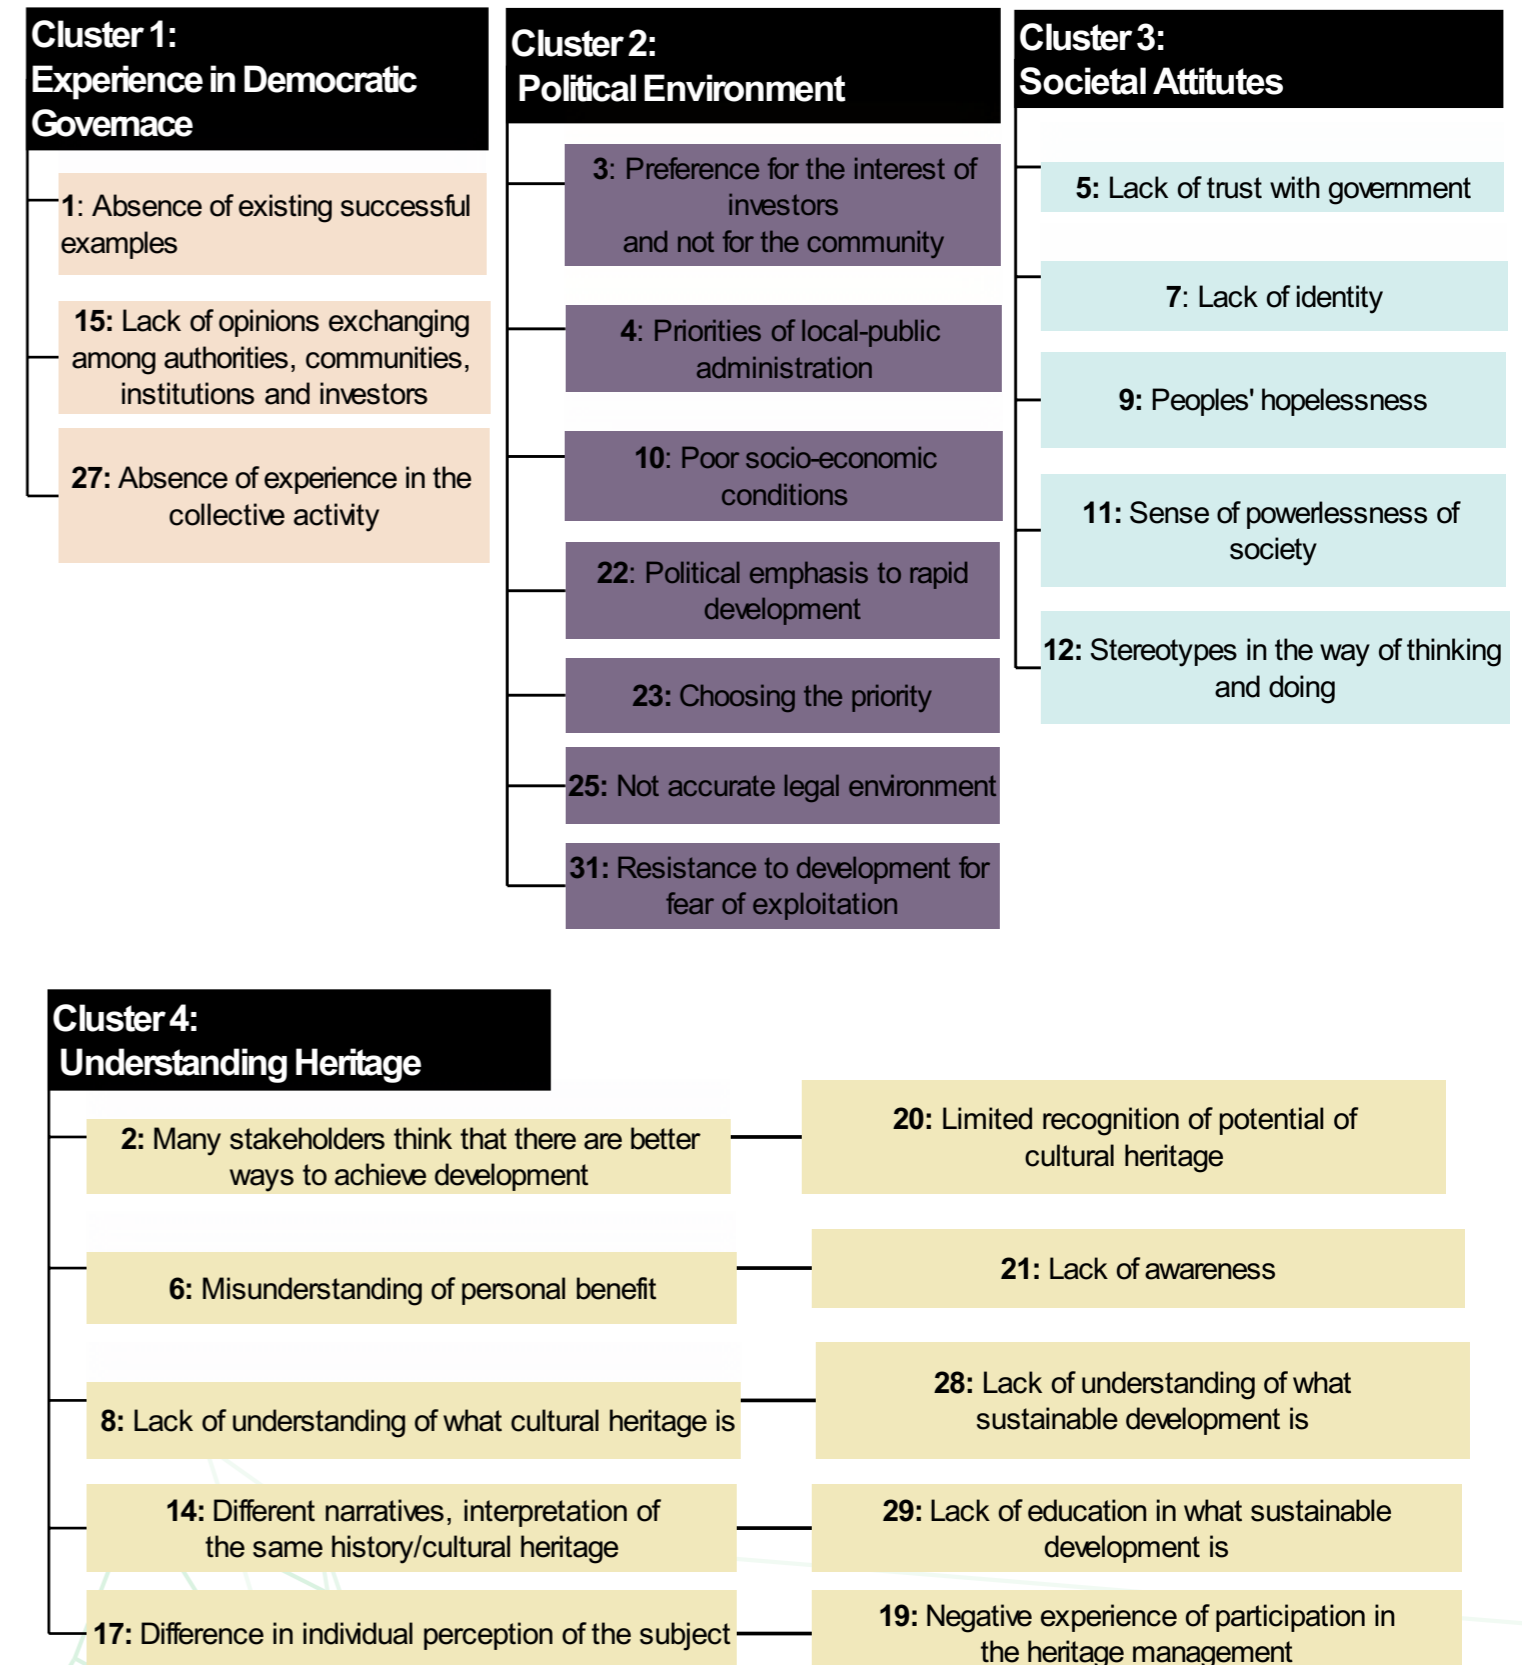 Cluster 1:
Experience in Democratic
Governace
1: Absence of existing successful
examples
15: Lack of opinions exchanging
among authorities, communities,
institutions and investors
27: Absence of experience in the
collective activity
Cluster 2:
Political Environment
3: Preference for the interest of
investors
and not for the community
4: Priorities of local-public
administration
10: Poor socio-economic
conditions
22: Political emphasis to rapid
development
23: Choosing the priority
25: Not accurate legal environment
31: Resistance to development for
fear of exploitation
Cluster 3:
Societal Attitutes
5: Lack of trust with government
7: Lack of identity
9: Peoples' hopelessness
11: Sense of powerlessness of
society
12: Stereotypes in the way of thinking
and doing
Cluster 4:
Understanding Heritage
2: Many stakeholders think that there are better
ways to achieve development
20: Limited recognition of potential of
cultural heritage
6: Misunderstanding of personal benefit
21: Lack of awareness
8: Lack of understanding of what cultural heritage is
28: Lack of understanding of what
sustainable development is
14: Different narratives, interpretation of
the same history/cultural heritage
29: Lack of education in what sustainable
development is
17: Difference in individual perception of the subject
19: Negative experience of participation in
the heritage management